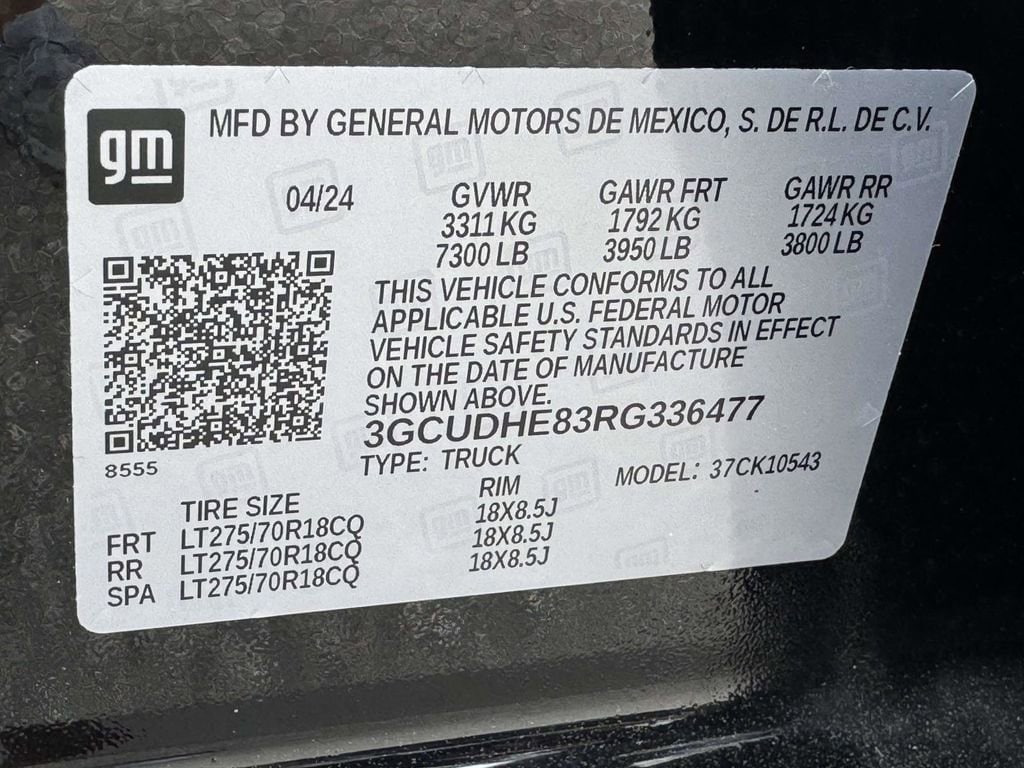 gm
MFD BY GENERAL MOTORS DE MEXICO, S. DE R.L. DE C.V.
04/24 GVWR GAWR FRT GAWR RR
3311 KG 1792 KG 1724 KG
7300 LB 3950 LB 3800 LB
THIS VEHICLE CONFORMS TO ALL
APPLICABLE U.S. FEDERAL MOTOR
VEHICLE SAFETY STANDARDS IN EFFECT
ON THE DATE OF MANUFACTURE
SHOWN ABOVE.
3GCUDHE83RG336477
8555
TYPE: TRUCK MODEL: 37CK10543
TIRE SIZE RIM
FRT LT275/70R18CQ 18X8.5J
RR LT275/70R18CQ 18X8.5J
SPA LT275/70R18CQ 18X8.5J